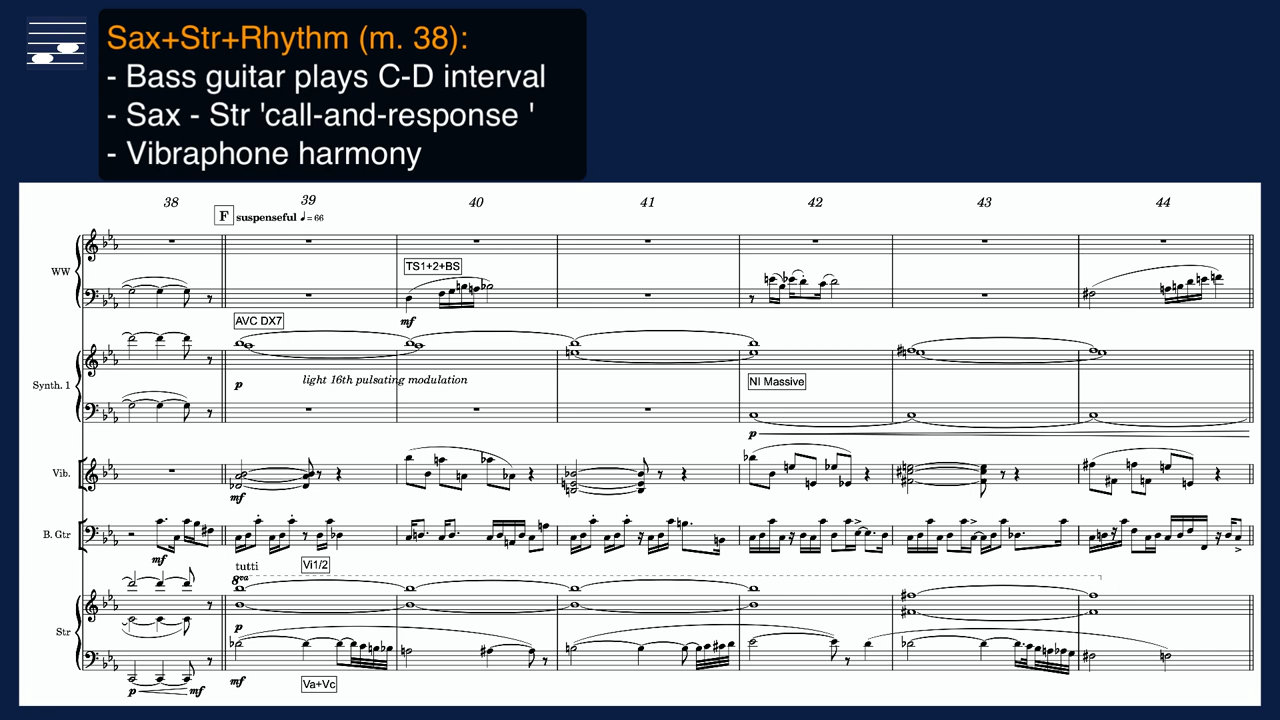 Sax+Str+Rhythm (m. 38):
- Bass guitar plays C-D interval
- Sax - Str 'call-and-response '
- Vibraphone harmony
38 39 40 41 42 43 44
F suspenseful ♩= 66
WW
TS1+2+BS
mf
AVC DX7
Synth. 1
p light 16th pulsating modulation
NI Massive
p
Vib.
mf
B. Gtr
mf
tutti Vi1/2
8va
Str
p
p mf mf
Va+Vc